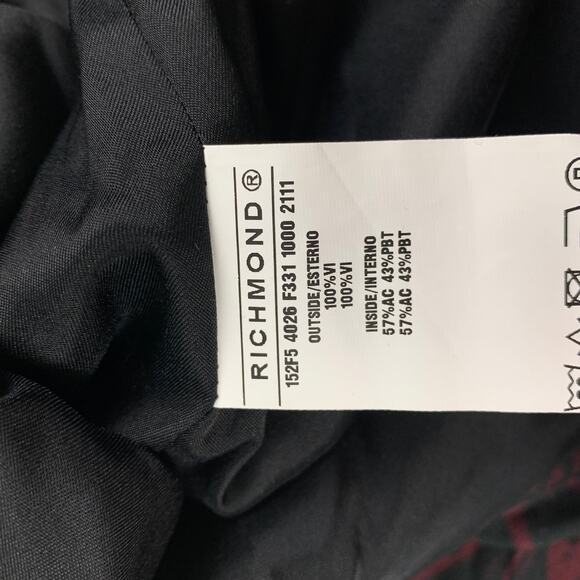 RICHMOND®
152F5 4026 F331 1000 2111
OUTSIDE/ESTERNO
100%VI
100%VI
INSIDE/INTERNO
57%AC 43%PBT
57%AC 43%PBT